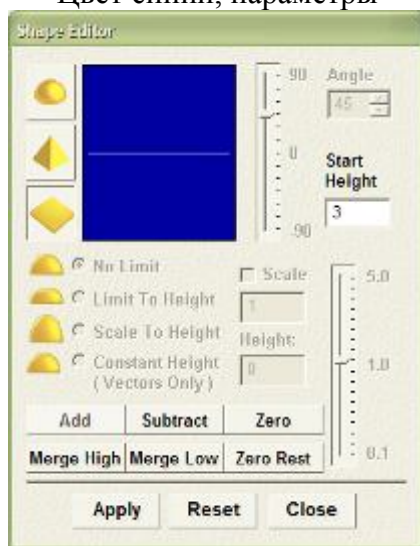 Цвет синий, параметры
Shape Editor
90
Angle
45
0
Start
Height
3
-90
No Limit
Limit To Height
Scale To Height
Constant Height
( Vectors Only )
Scale
1
Height:
0
5.0
1.0
0.1
Add Subtract Zero
Merge High Merge Low Zero Rest
Apply Reset Close